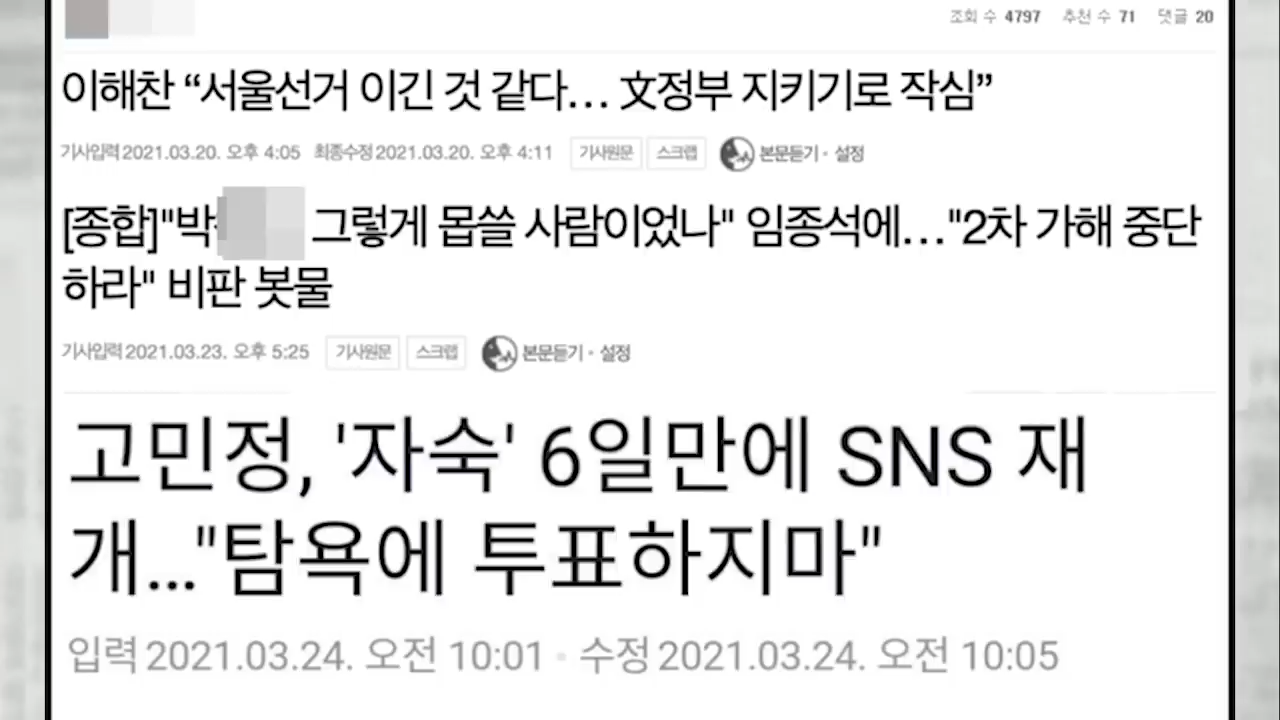 조회 수 4797 추천 수 71 댓글 20
이해찬 “서울선거 이긴 것 같다... 文정부 지키기로 작심”
기사입력 2021.03.20. 오후 4:05 최종수정 2021.03.20. 오후 4:11 기사원문 스크랩 본문듣기 · 설정
[종합]"박 그렇게 몹쓸 사람이었나" 임종석에..."2차 가해 중단
하라" 비판 봇물
기사입력 2021.03.23. 오후 5:25 기사원문 스크랩 본문듣기 · 설정
고민정, '자숙' 6일만에 SNS 재
개..."탐욕에 투표하지마"
입력 2021.03.24. 오전 10:01 · 수정 2021.03.24. 오전 10:05